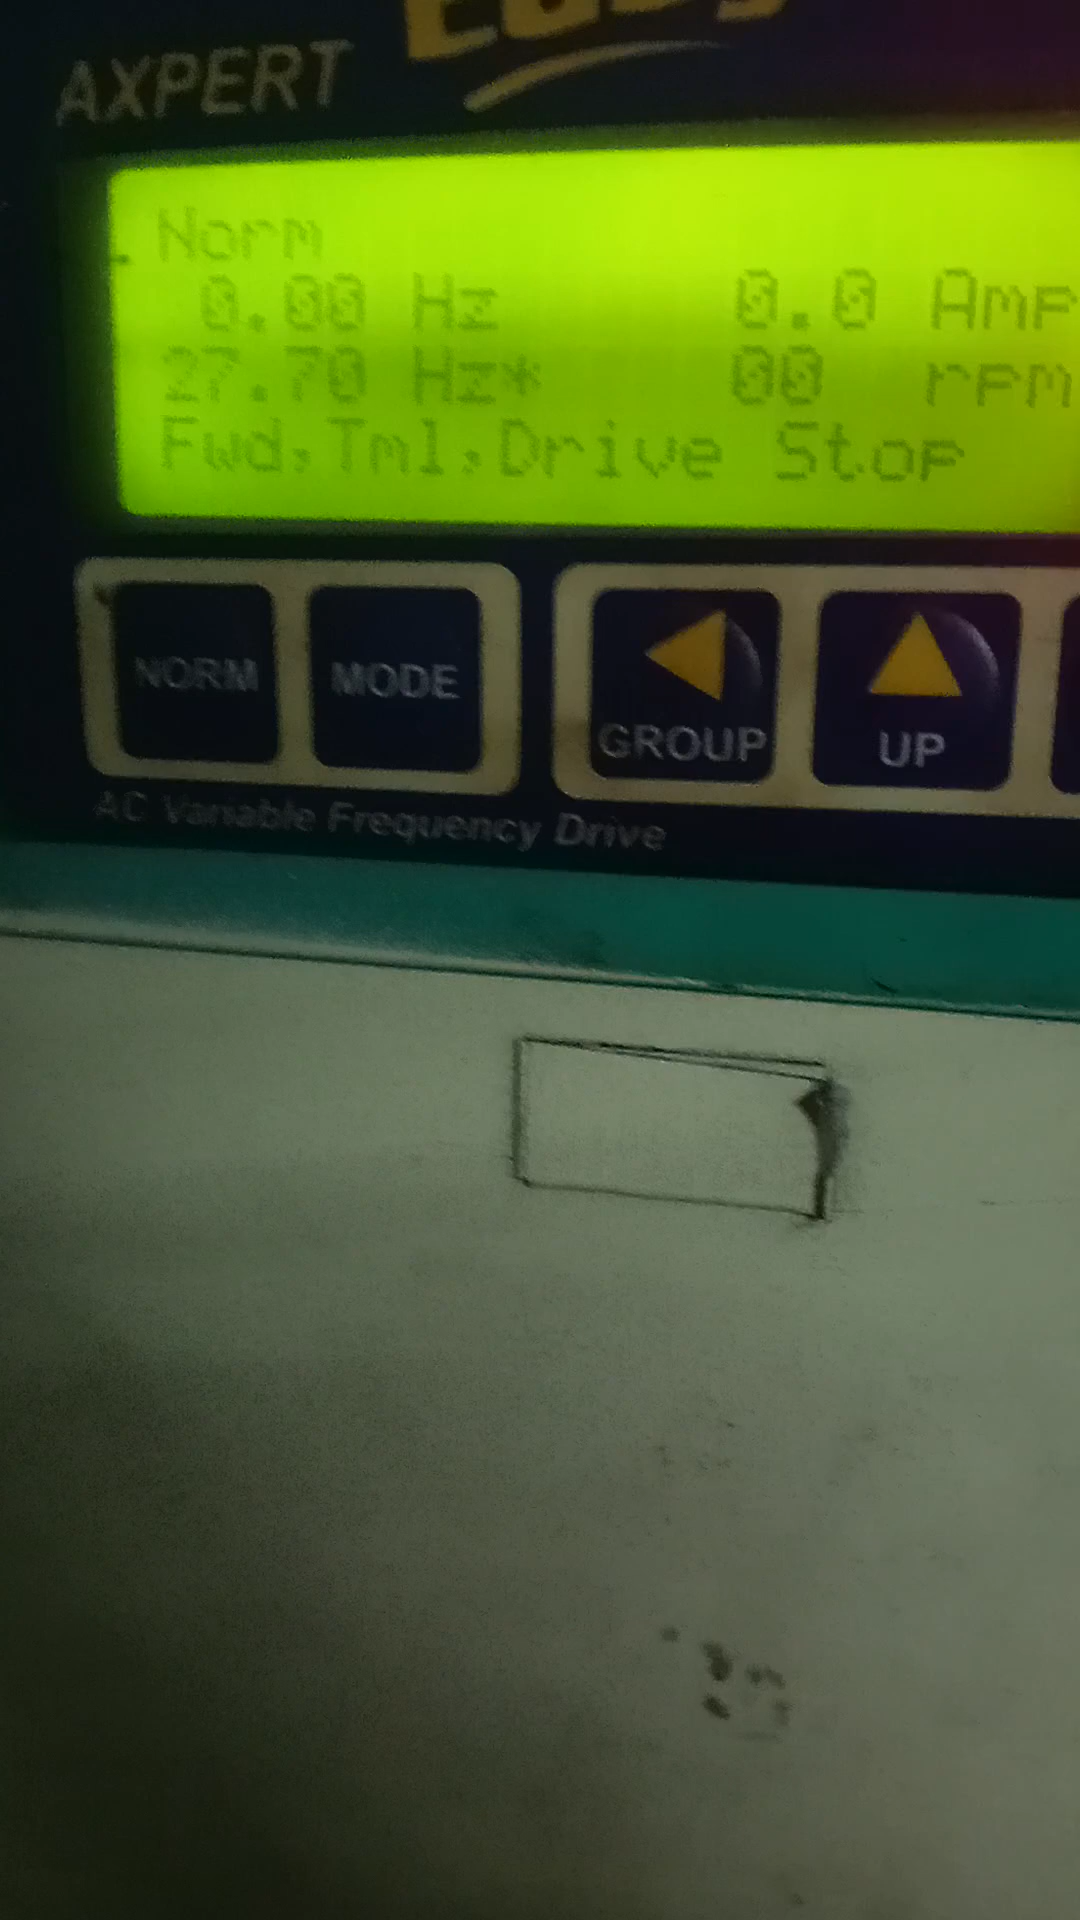 AXPERT
Norm
0.00 Hz 0.0 Amp
27.70 Hz* 00 rpm
Fwd,Tml,Drive Stop
NORM MODE GROUP UP
AC Variable Frequency Drive